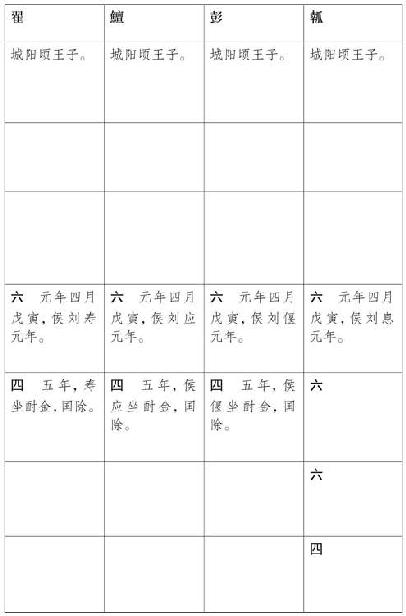 翟
鱣
彭
瓡
城阳顷王子。
城阳顷王子。
城阳顷王子。
城阳顷王子。
六 元年四月
戊寅，侯刘寿
元年。
六 元年四月
戊寅，侯刘应
元年。
六 元年四月
戊寅，侯刘偃
元年。
六 元年四月
戊寅，侯刘息
元年。
四 五年，寿
坐酎金，国除。
四 五年，侯
应坐酎金，国
除。
四 五年，侯
偃坐酎金，国
除。
六
六
四